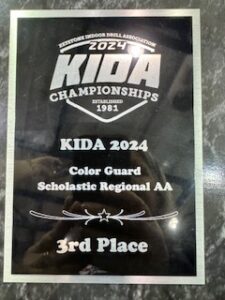 KEYSTONE INDOOR DRILL ASSOCIATION
2024
KIDA
CHAMPIONSHIPS
ESTABLISHED
1981
KIDA 2024
Color Guard
Scholastic Regional AA
3rd Place